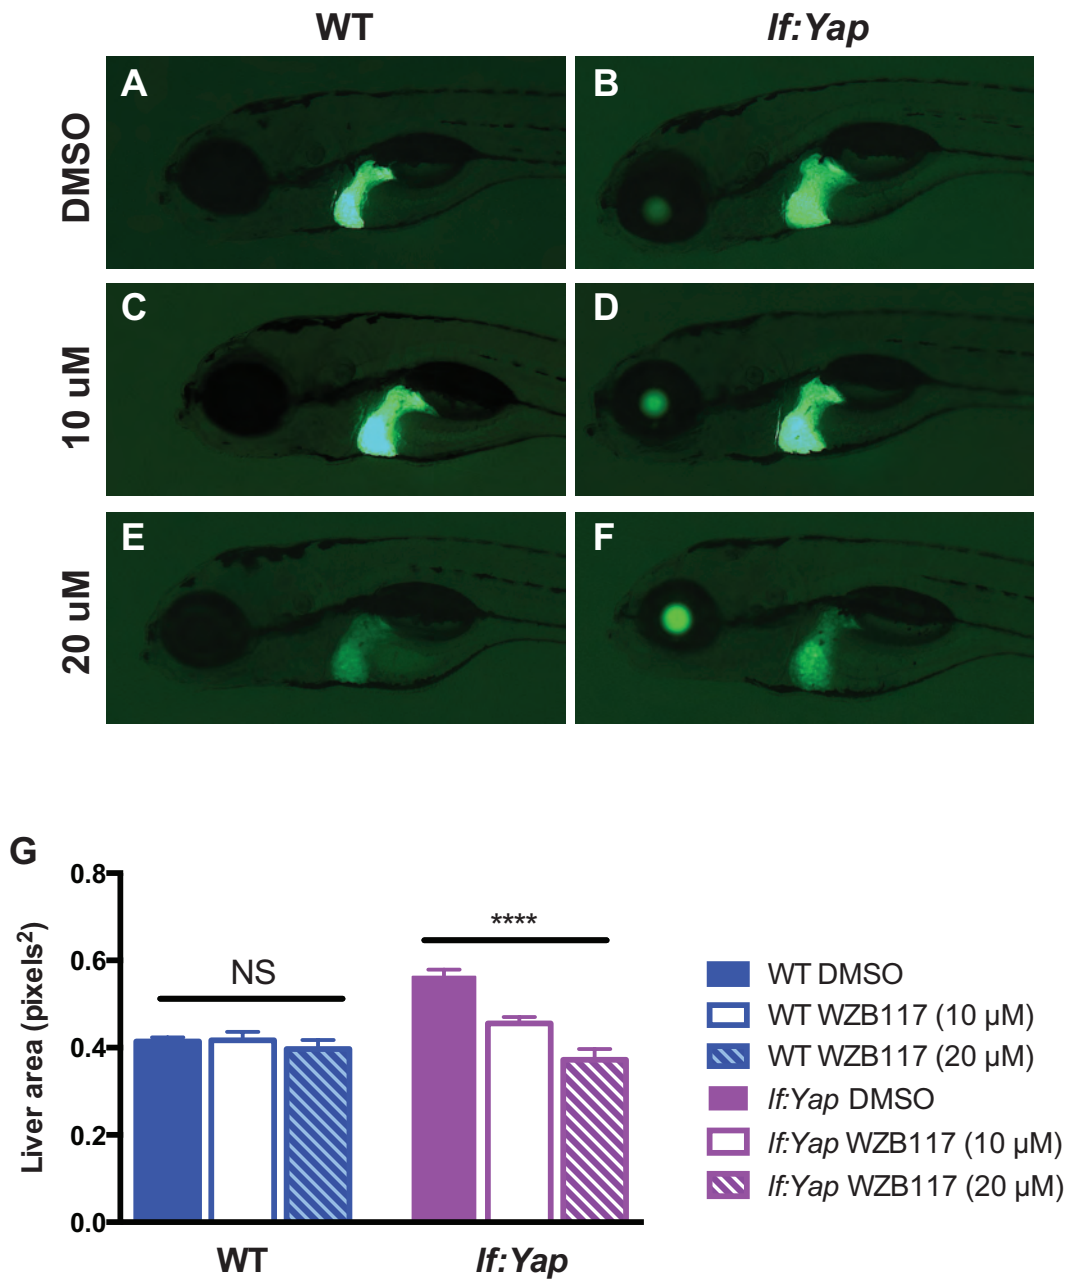 WT
lf:Yap
DMSO
A
B
10 uM
C
D
20 uM
E
F
G
Liver area (pixels²)
0.8
0.6
0.4
0.2
0.0
NS
****
WT
lf:Yap
WT DMSO
WT WZB117 (10 µM)
WT WZB117 (20 µM)
lf:Yap DMSO
lf:Yap WZB117 (10 µM)
lf:Yap WZB117 (20 µM)